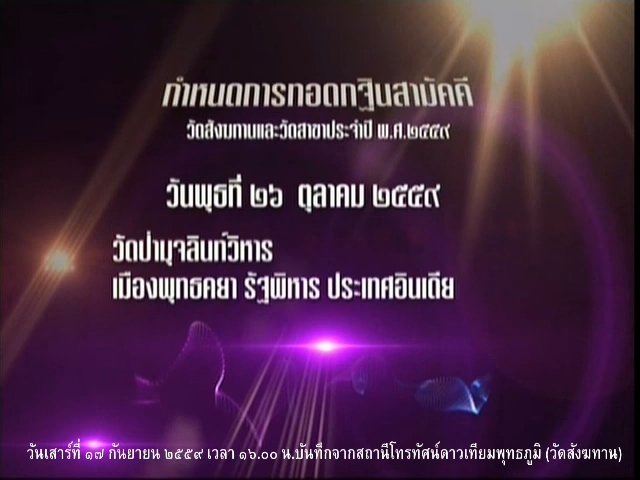 กำหนดการทอดกฐินสามัคคี
วัดสังฆทานและวัดสาขาประจำปี พ.ศ.๒๕๕๙
วันพุธที่ ๒๖ ตุลาคม ๒๕๕๙
วัดป่ามุจลินท์วิหาร
เมืองพุทธคยา รัฐพิหาร ประเทศอินเดีย
วันเสาร์ที่ ๑๗ กันยายน ๒๕๕๙ เวลา ๑๖.๐๐ น.บันทึกจากสถานีโทรทัศน์ดาวเทียมพุทธภูมิ (วัดสังฆทาน)